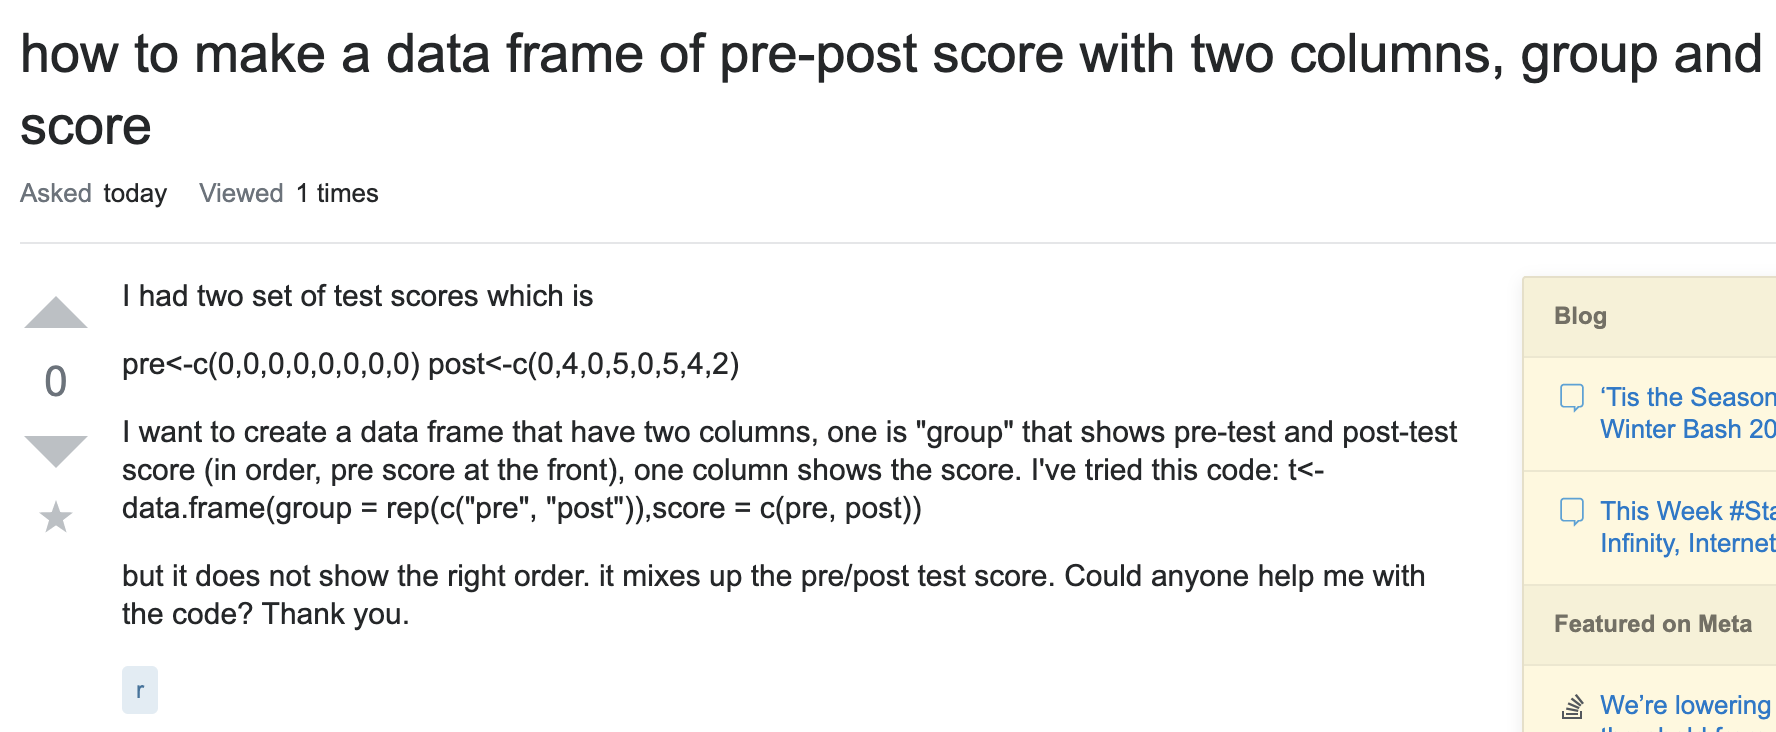 how to make a data frame of pre-post score with two columns, group and
score
Asked today Viewed 1 times
I had two set of test scores which is
0
pre<-c(0,0,0,0,0,0,0,0) post<-c(0,4,0,5,0,5,4,2)
I want to create a data frame that have two columns, one is "group" that shows pre-test and post-test
score (in order, pre score at the front), one column shows the score. I've tried this code: t<-
data.frame(group = rep(c("pre", "post")),score = c(pre, post))
but it does not show the right order. it mixes up the pre/post test score. Could anyone help me with
the code? Thank you.
r
Blog
‘Tis the Season
Winter Bash 20
This Week #Sta
Infinity, Internet
Featured on Meta
We’re lowering